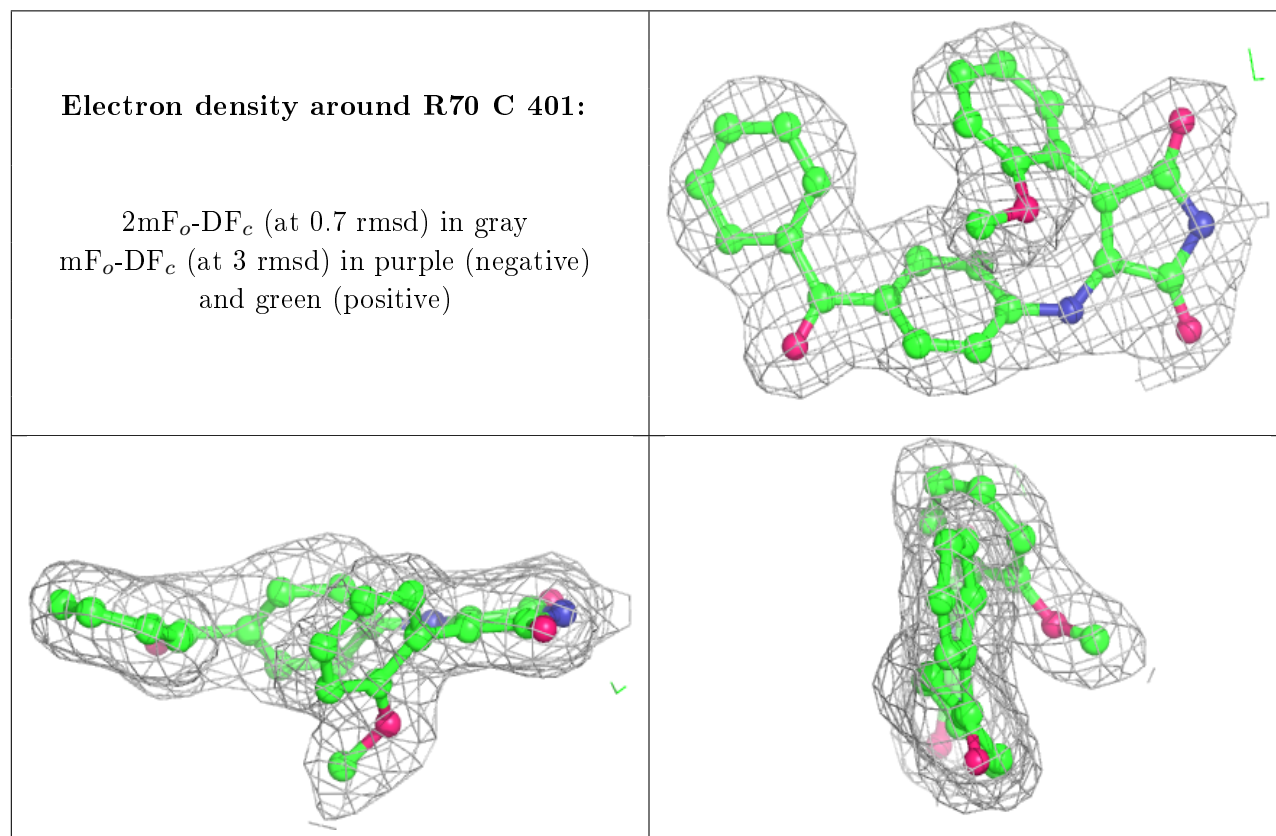 Electron density around R70 C 401:
2mFo-DFc (at 0.7 rmsd) in gray
mFo-DFc (at 3 rmsd) in purple (negative)
and green (positive)